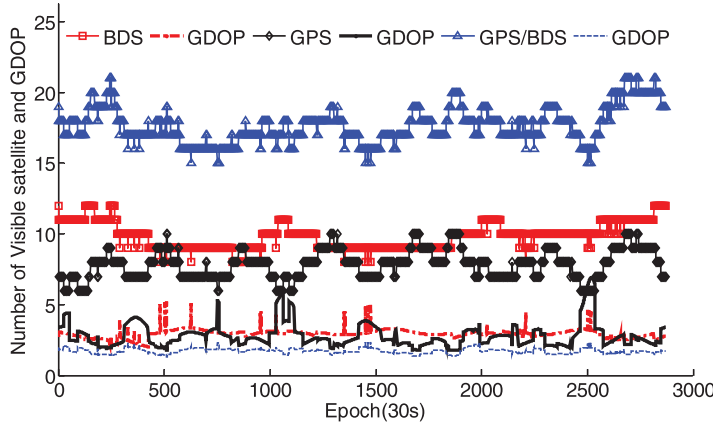 Number of Visible satellite and GDOP
25
20
15
10
5
0
BDS GDOP GPS GDOP GPS/BDS GDOP
0 500 1000 1500 2000 2500 3000
Epoch(30s)